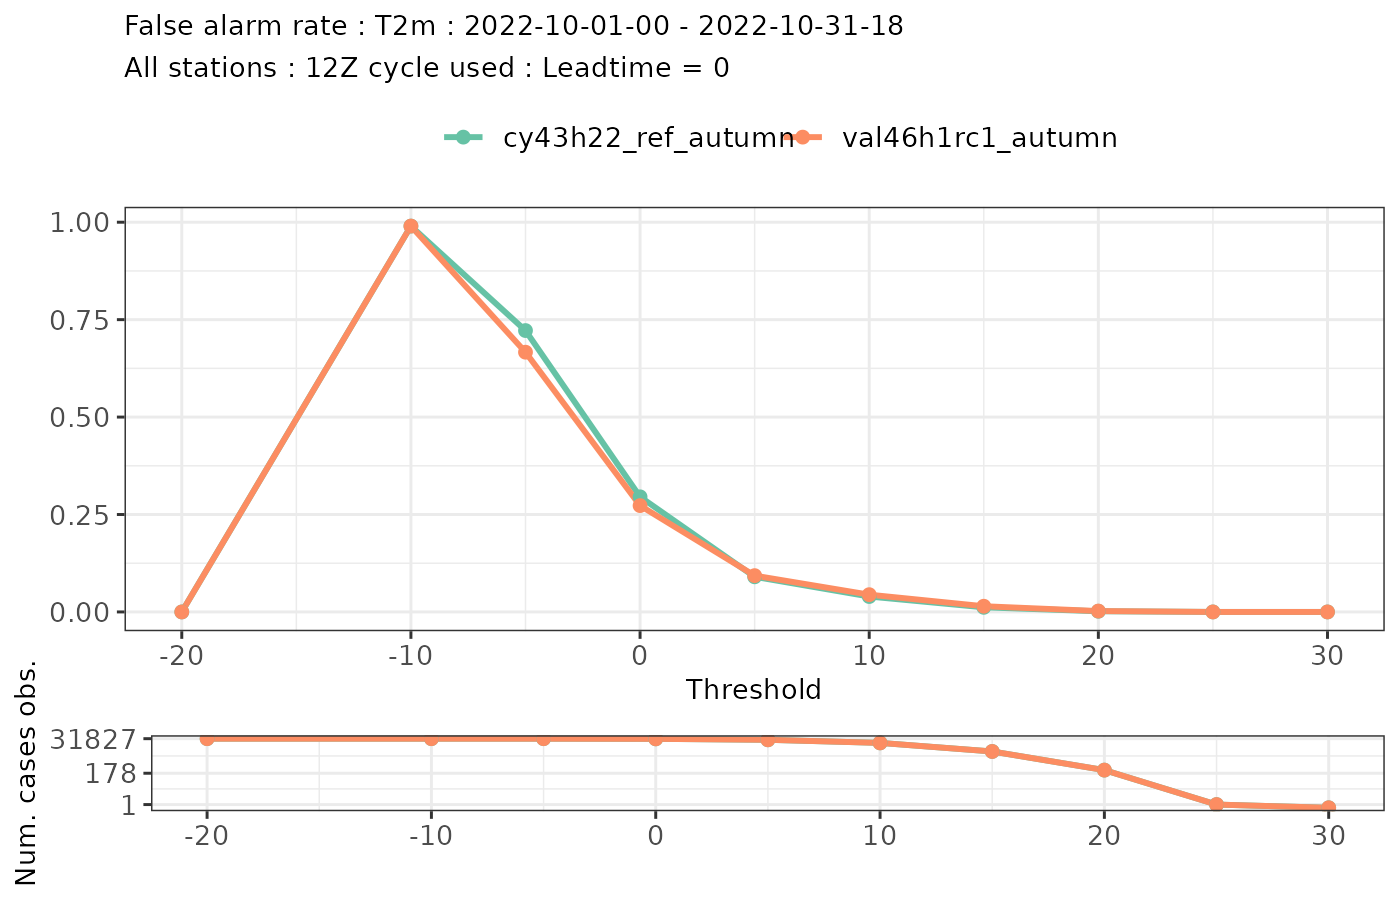 False alarm rate : T2m : 2022-10-01-00 - 2022-10-31-18
All stations : 12Z cycle used : Leadtime = 0
cy43h22_ref_autumn val46h1rc1_autumn
1.00
0.75
0.50
0.25
0.00
-20 -10 0 10 20 30
Threshold
Num. cases obs.
31827
178
1
-20 -10 0 10 20 30